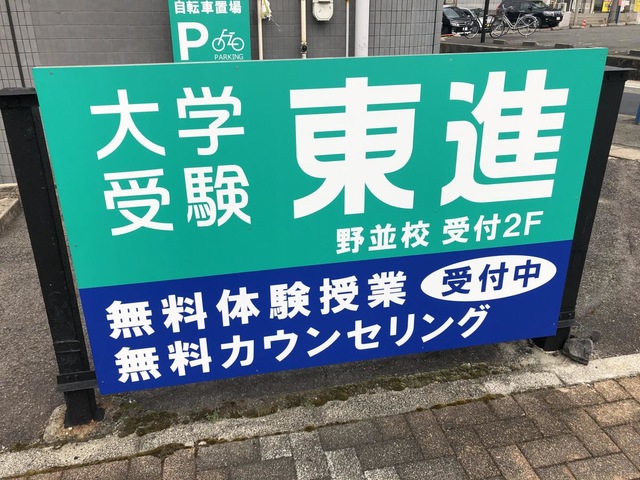 自転車置場
P
PARKING
大学
受験
東進
野並校 受付2F
無料体験授業
受付中
無料カウンセリング